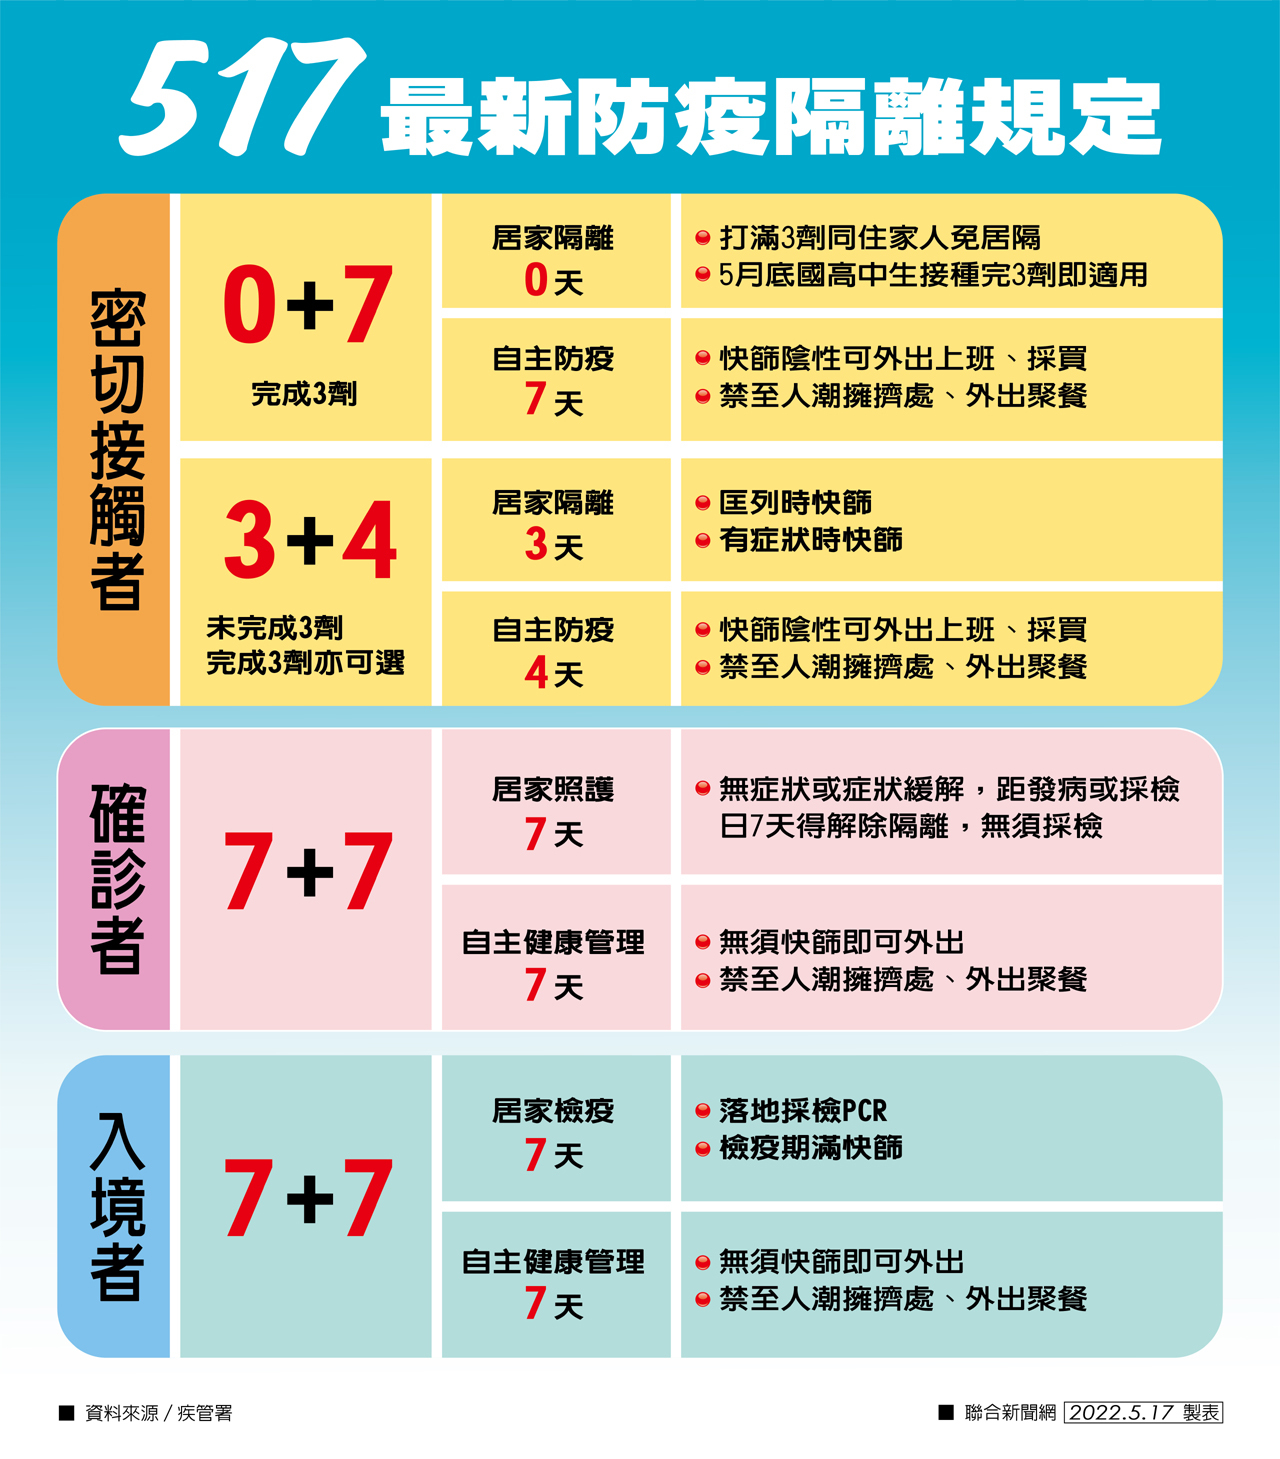 517 最新防疫隔離規定
密切接觸者
0+7
完成3劑
居家隔離
0天
打滿3劑同住家人免居隔
5月底國高中生接種完3劑即適用
自主防疫
7天
快篩陰性可外出上班、採買
禁至人潮擁擠處、外出聚餐
3+4
未完成3劑
完成3劑亦可選
居家隔離
3天
匡列時快篩
有症狀時快篩
自主防疫
4天
快篩陰性可外出上班、採買
禁至人潮擁擠處、外出聚餐
確診者
7+7
居家照護
7天
無症狀或症狀緩解，距發病或採檢
日7天得解除隔離，無須採檢
自主健康管理
7天
無須快篩即可外出
禁至人潮擁擠處、外出聚餐
入境者
7+7
居家檢疫
7天
落地採檢PCR
檢疫期滿快篩
自主健康管理
7天
無須快篩即可外出
禁至人潮擁擠處、外出聚餐
■ 資料來源/疾管署
■ 聯合新聞網 2022.5.17 製表